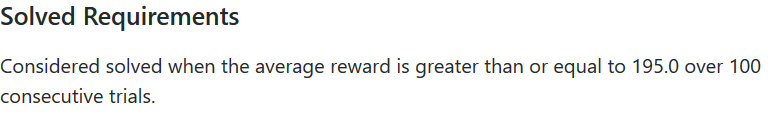 Solved Requirements
Considered solved when the average reward is greater than or equal to 195.0 over 100
consecutive trials.